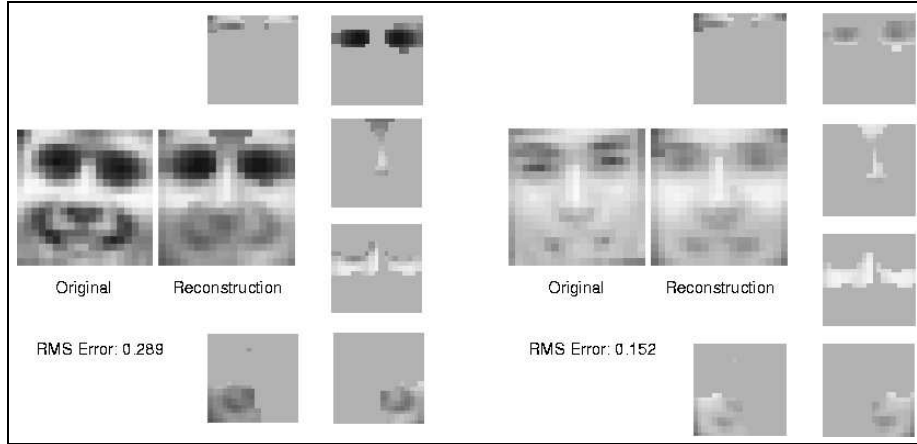 Original Reconstruction
RMS Error: 0.289
Original Reconstruction
RMS Error: 0.152